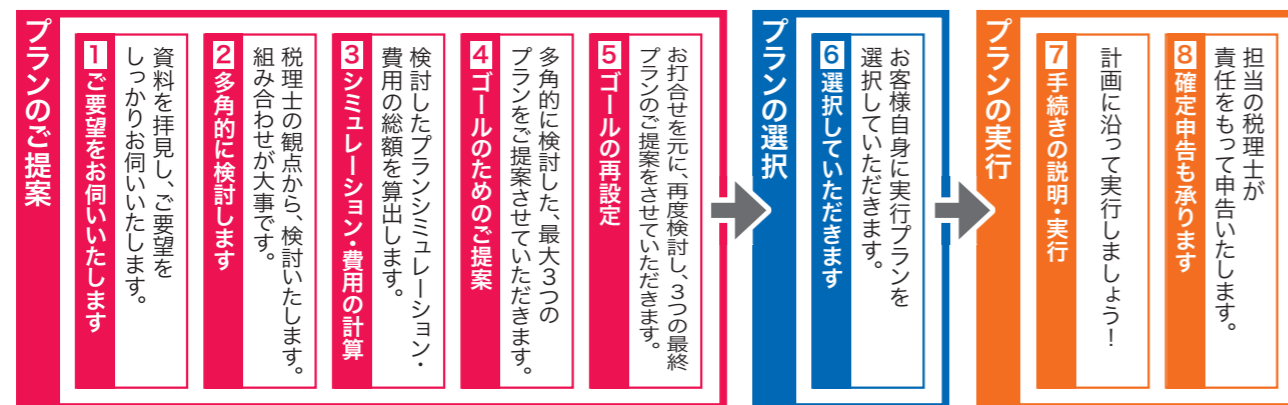 プランのご提案
1 ご要望をお伺いいたします
資料を拝見し、ご要望を
しっかりお伺いいたします。
2 多角的に検討します
税理士の観点から、検討いたします。
組み合わせが大事です。
3 シミュレーション・費用の計算
検討したプランシミュレーション・
費用の総額を算出します。
4 ゴールのためのご提案
多角的に検討した、最大3つの
プランをご提案させていただきます。
5 ゴールの再設定
お打合せを元に、再度検討し、3つの最終
プランのご提案をさせていただきます。
プランの選択
6 選択していただきます
お客様自身に実行プランを
選択していただきます。
プランの実行
7 手続きの説明・実行
計画に沿って実行しましょう！
8 確定申告も承ります
担当の税理士が
責任をもって申告いたします。